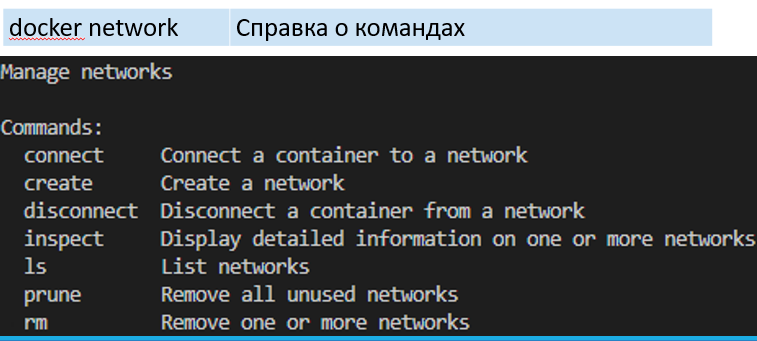 docker network Справка о командах
Manage networks
Commands:
connect Connect a container to a network
create Create a network
disconnect Disconnect a container from a network
inspect Display detailed information on one or more networks
ls List networks
prune Remove all unused networks
rm Remove one or more networks